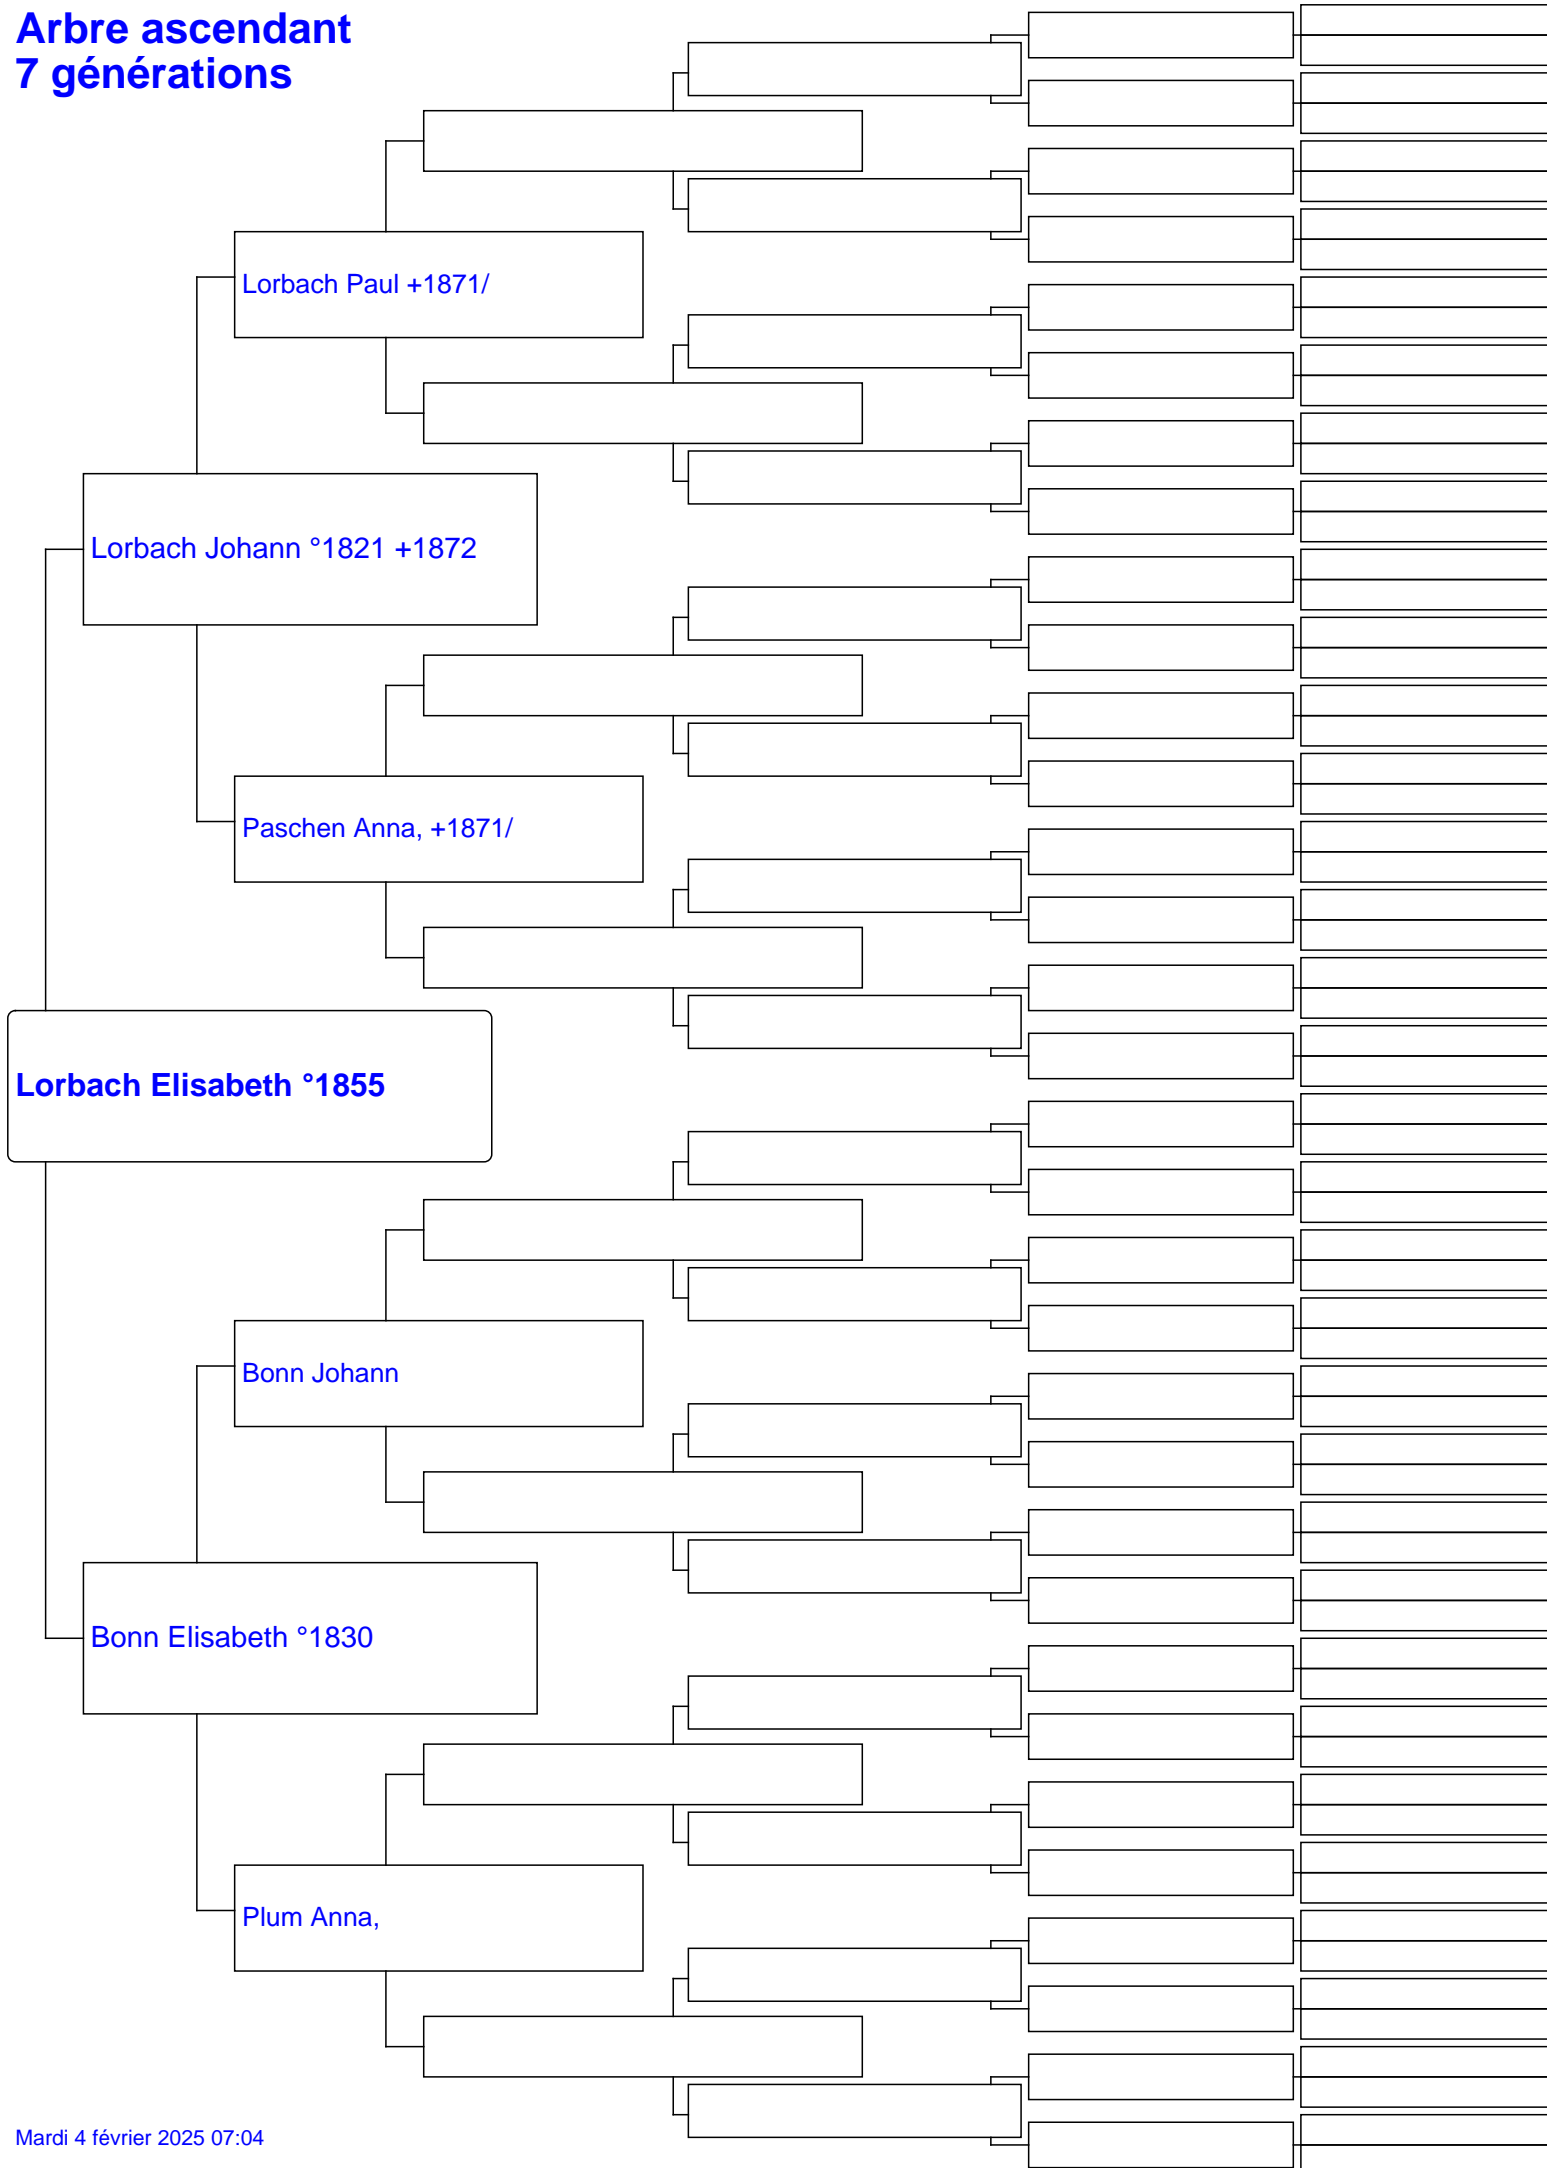 Arbre ascendant
7 générations
Lorbach Paul +1871/
Lorbach Johann °1821 +1872
Paschen Anna, +1871/
Lorbach Elisabeth °1855
Bonn Johann
Bonn Elisabeth °1830
Plum Anna,
Mardi 4 février 2025 07:04